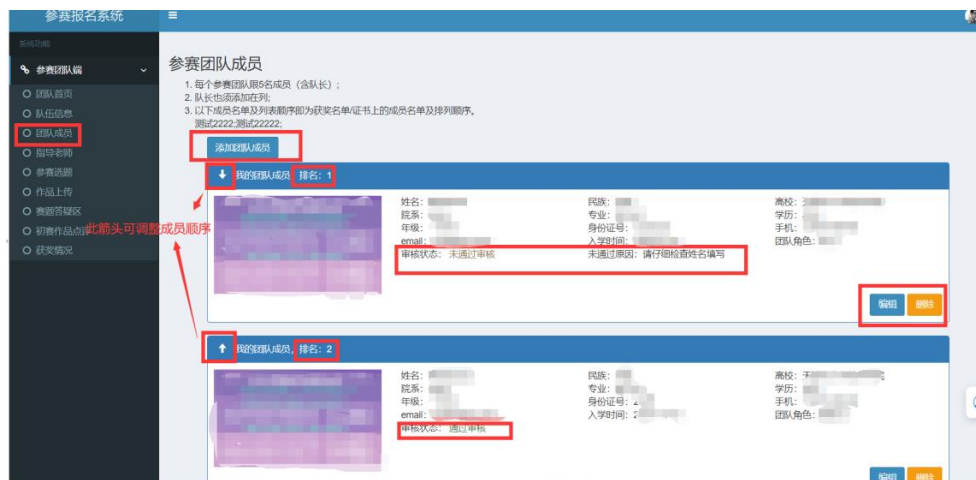 参赛报名系统
系统功能
参赛团队端
团队首页
队伍信息
团队成员
指导老师
参赛选题
作品上传
赛题答疑区
初赛作品点评
获奖情况
此箭头可调整成员顺序
参赛团队成员
1. 每个参赛团队限5名成员（含队长）;
2. 队长也须添加在列;
3. 以下成员名单及列表顺序即为获奖名单/证书上的成员名单及排列顺序。
测试2222;测试22222;
添加团队成员
我的团队成员, 排名: 1
姓名: 民族: 高校:
院系: 专业: 学历:
年级: 身份证号: 手机:
email: 入学时间: 团队角色:
审核状态: 未通过审核 未通过原因: 请仔细检查姓名填写
编辑 删除
我的团队成员, 排名: 2
姓名: 民族: 高校:
院系: 专业: 学历:
年级: 身份证号: 手机:
email: 入学时间: 团队角色:
审核状态: 通过审核
编辑 删除